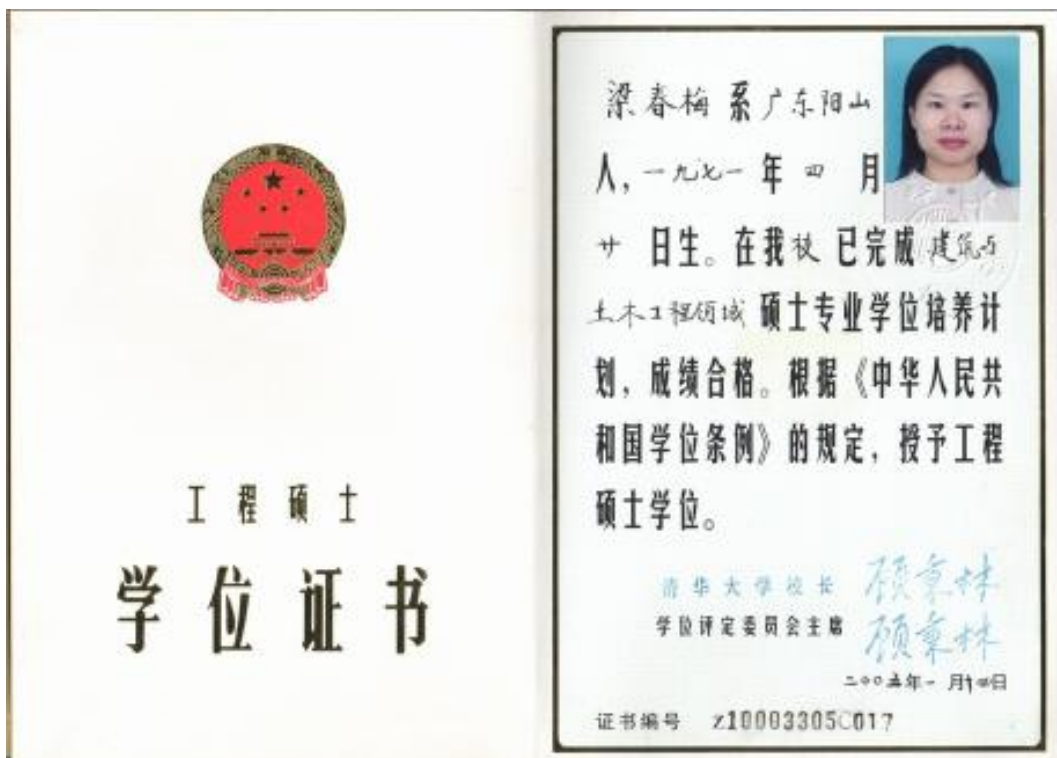 工程硕士
学位证书
梁春梅系广东阳山
人，一九七一年四月
廿日生。在我校已完成建筑与
土木工程领域硕士专业学位培养计
划，成绩合格。根据《中华人民共
和国学位条例》的规定，授予工程
硕士学位。
清华大学校长 顾秉林
学位评定委员会主席 顾秉林
二〇〇五年一月十四日
证书编号 Z10003305C017